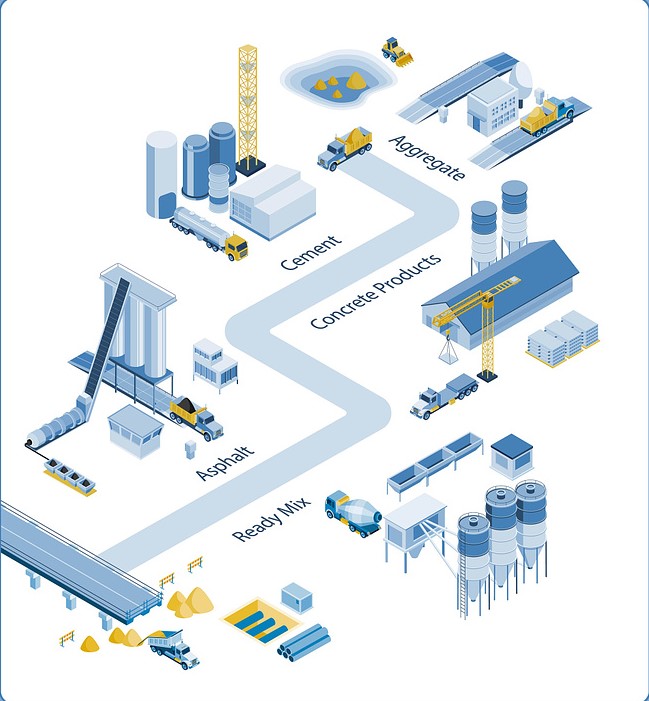 Aggregate
Cement
Concrete Products
Asphalt
Ready Mix